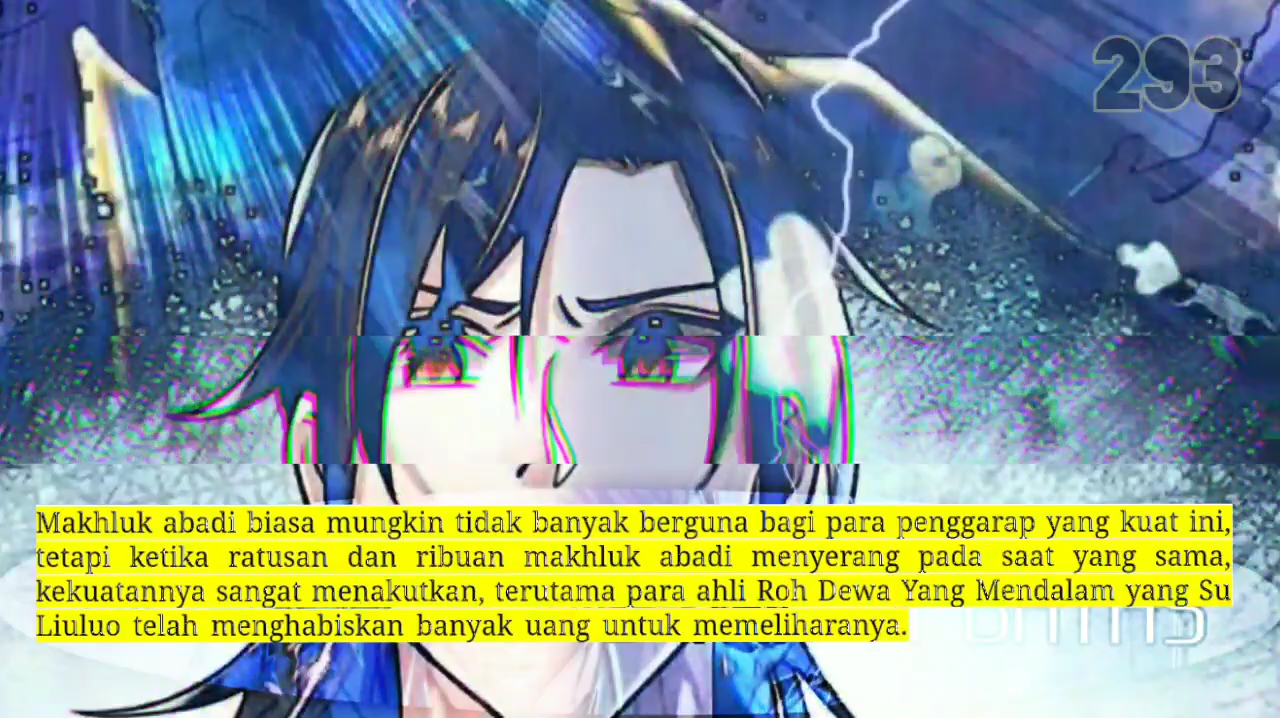 293
Makhluk abadi biasa mungkin tidak banyak berguna bagi para penggarap yang kuat ini,
tetapi ketika ratusan dan ribuan makhluk abadi menyerang pada saat yang sama,
kekuatannya sangat menakutkan, terutama para ahli Roh Dewa Yang Mendalam yang Su
Liuluo telah menghabiskan banyak uang untuk memeliharanya.